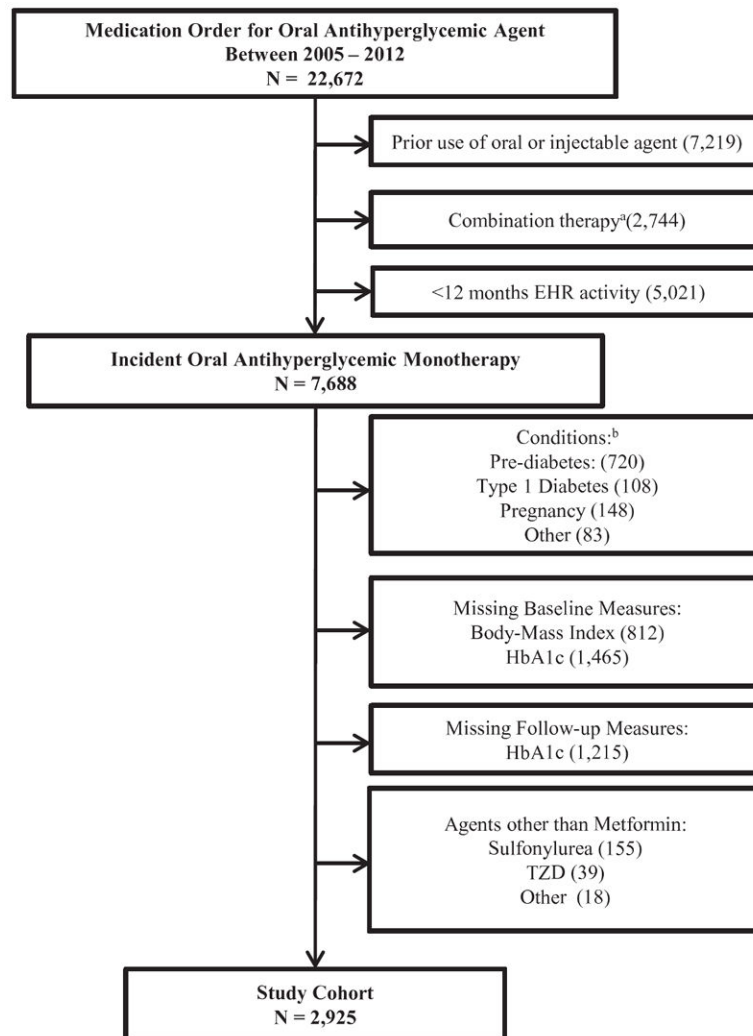 Medication Order for Oral Antihyperglycemic Agent
Between 2005 – 2012
N = 22,672
Prior use of oral or injectable agent (7,219)
Combination therapyᵃ(2,744)
<12 months EHR activity (5,021)
Incident Oral Antihyperglycemic Monotherapy
N = 7,688
Conditions:ᵇ
Pre-diabetes: (720)
Type 1 Diabetes (108)
Pregnancy (148)
Other (83)
Missing Baseline Measures:
Body-Mass Index (812)
HbA1c (1,465)
Missing Follow-up Measures:
HbA1c (1,215)
Agents other than Metformin:
Sulfonylurea (155)
TZD (39)
Other (18)
Study Cohort
N = 2,925